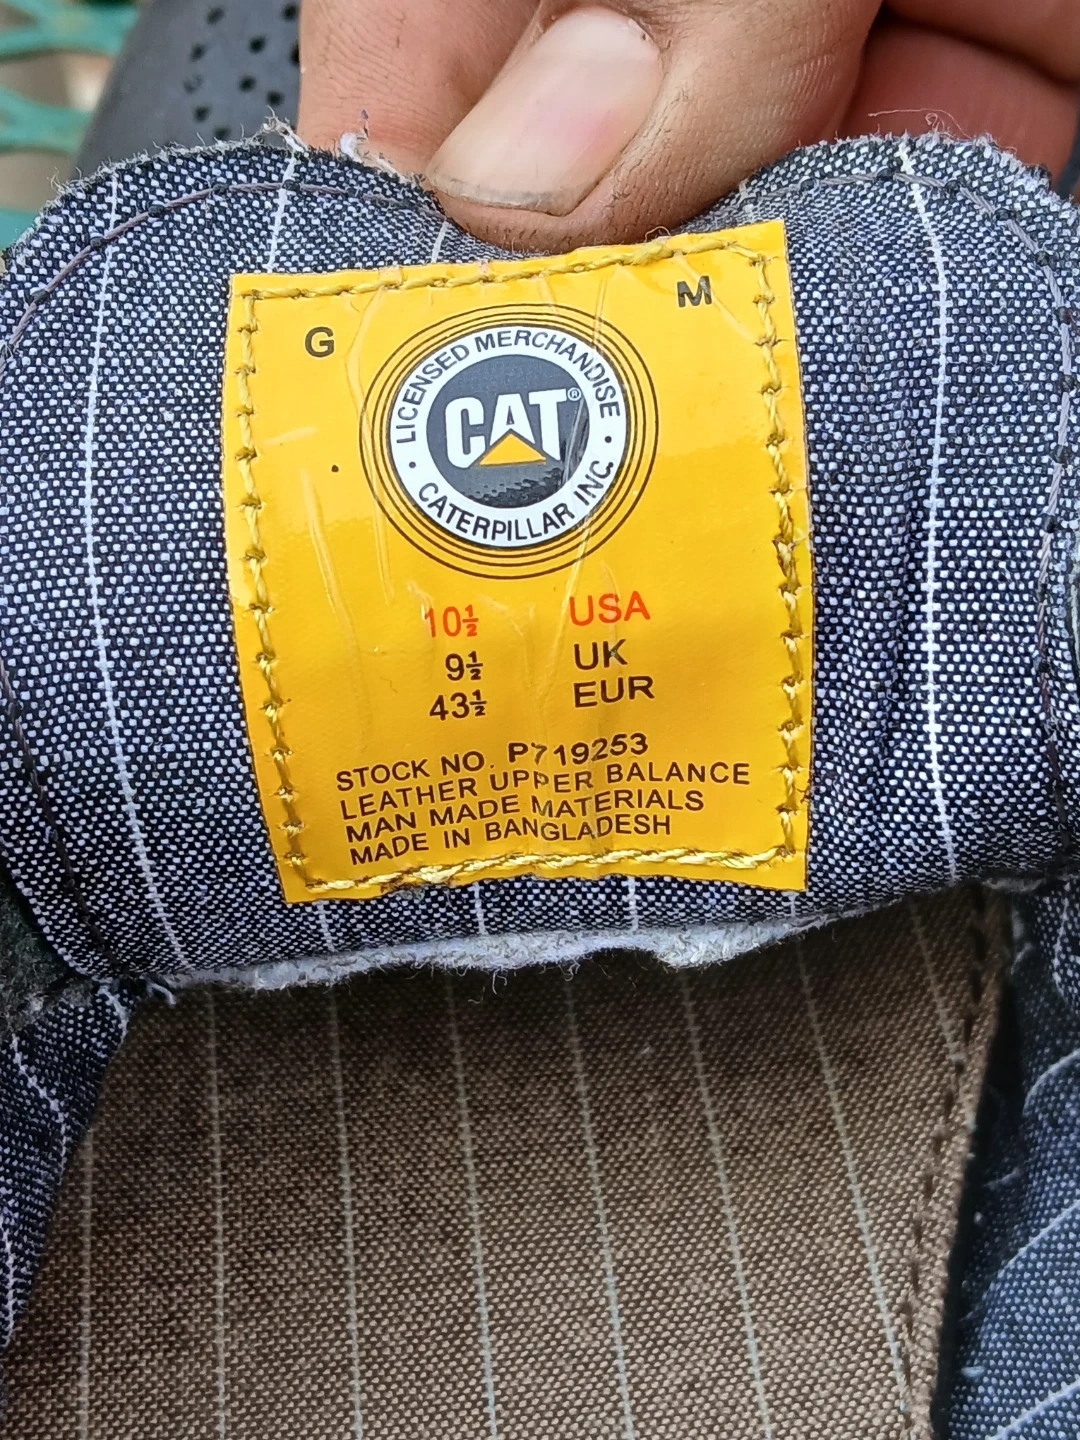 G M
LICENSED MERCHANDISE
CAT®
CATERPILLAR INC.
10½ USA
9½ UK
43½ EUR
STOCK NO. P719253
LEATHER UPPER BALANCE
MAN MADE MATERIALS
MADE IN BANGLADESH